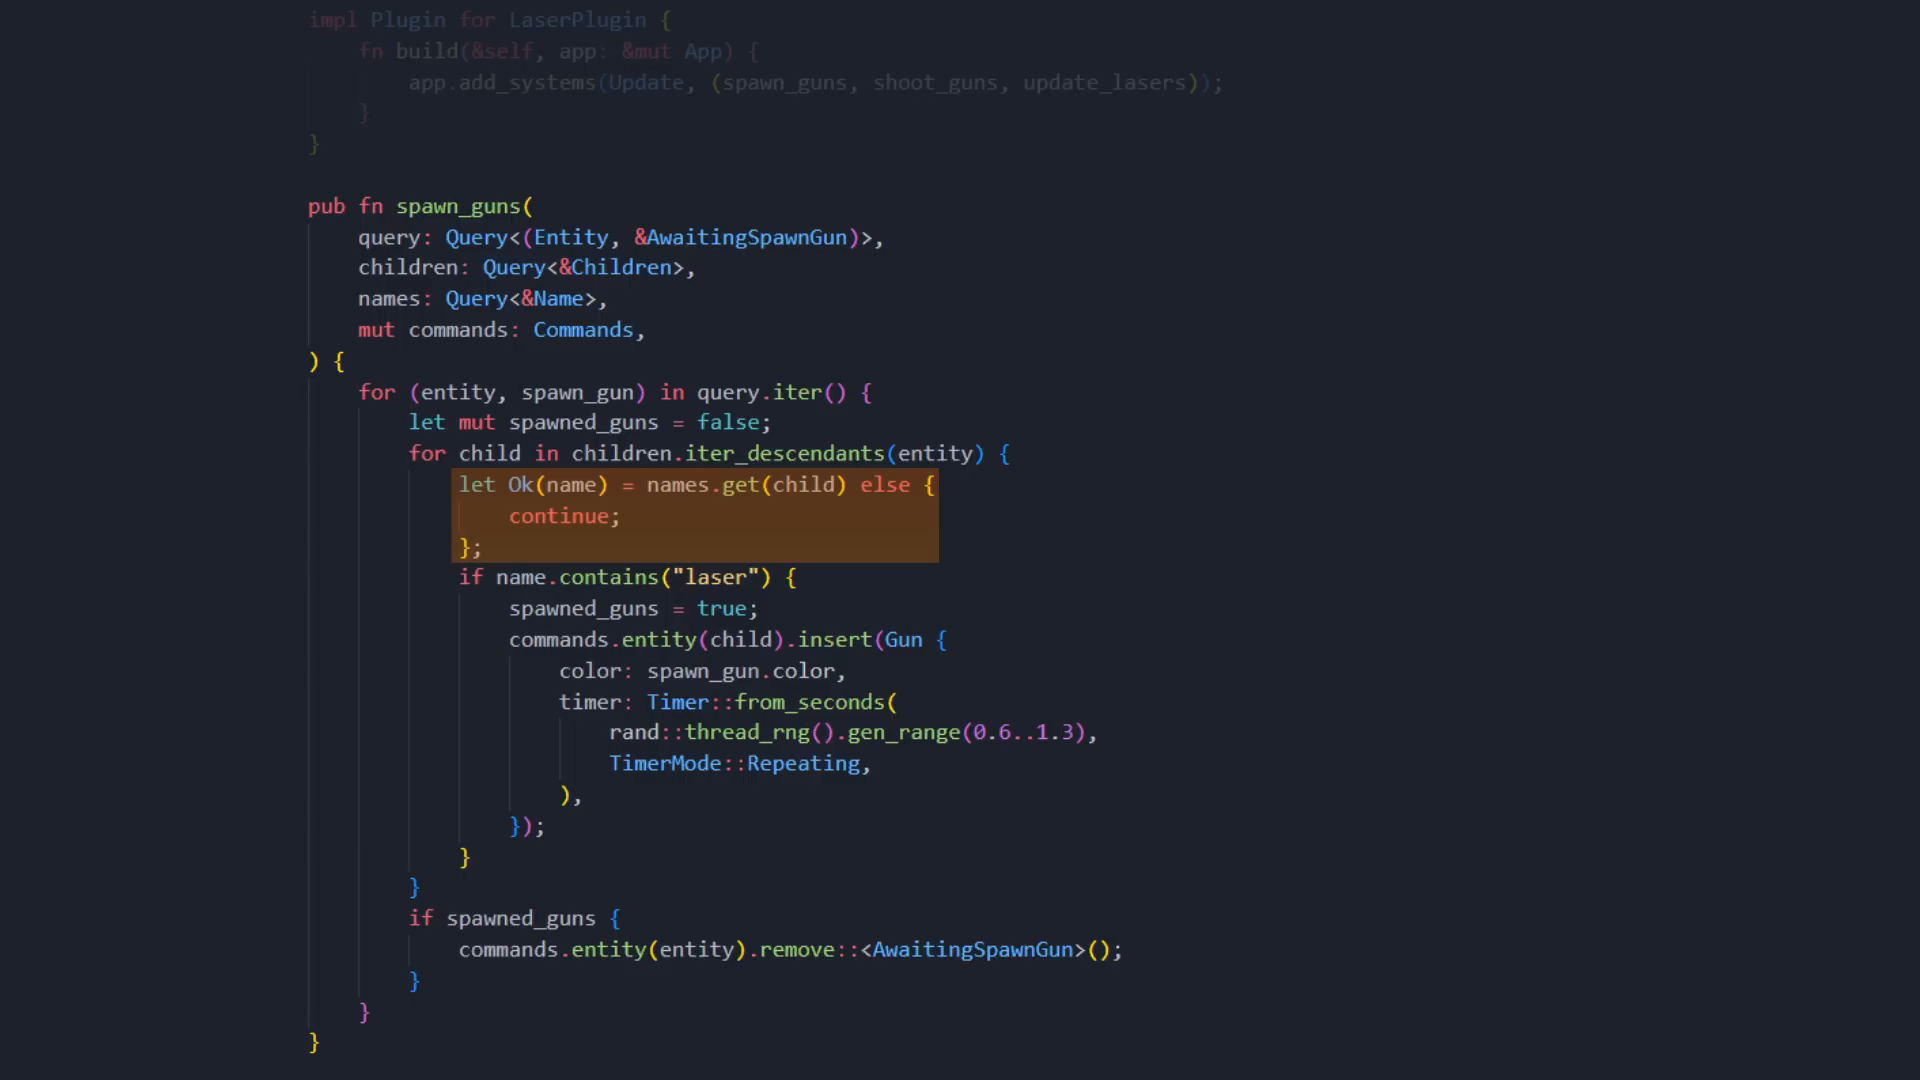 impl Plugin for LaserPlugin {
    fn build(&self, app: &mut App) {
        app.add_systems(Update, (spawn_guns, shoot_guns, update_lasers));
    }
}
pub fn spawn_guns(
    query: Query<(Entity, &AwaitingSpawnGun)>,
    children: Query<&Children>,
    names: Query<&Name>,
    mut commands: Commands,
) {
    for (entity, spawn_gun) in query.iter() {
        let mut spawned_guns = false;
        for child in children.iter_descendants(entity) {
            let Ok(name) = names.get(child) else {
                continue;
            };
            if name.contains("laser") {
                spawned_guns = true;
                commands.entity(child).insert(Gun {
                    color: spawn_gun.color,
                    timer: Timer::from_seconds(
                        rand::thread_rng().gen_range(0.6..1.3),
                        TimerMode::Repeating,
                    ),
                });
            }
        }
        if spawned_guns {
            commands.entity(entity).remove::<AwaitingSpawnGun>();
        }
    }
}